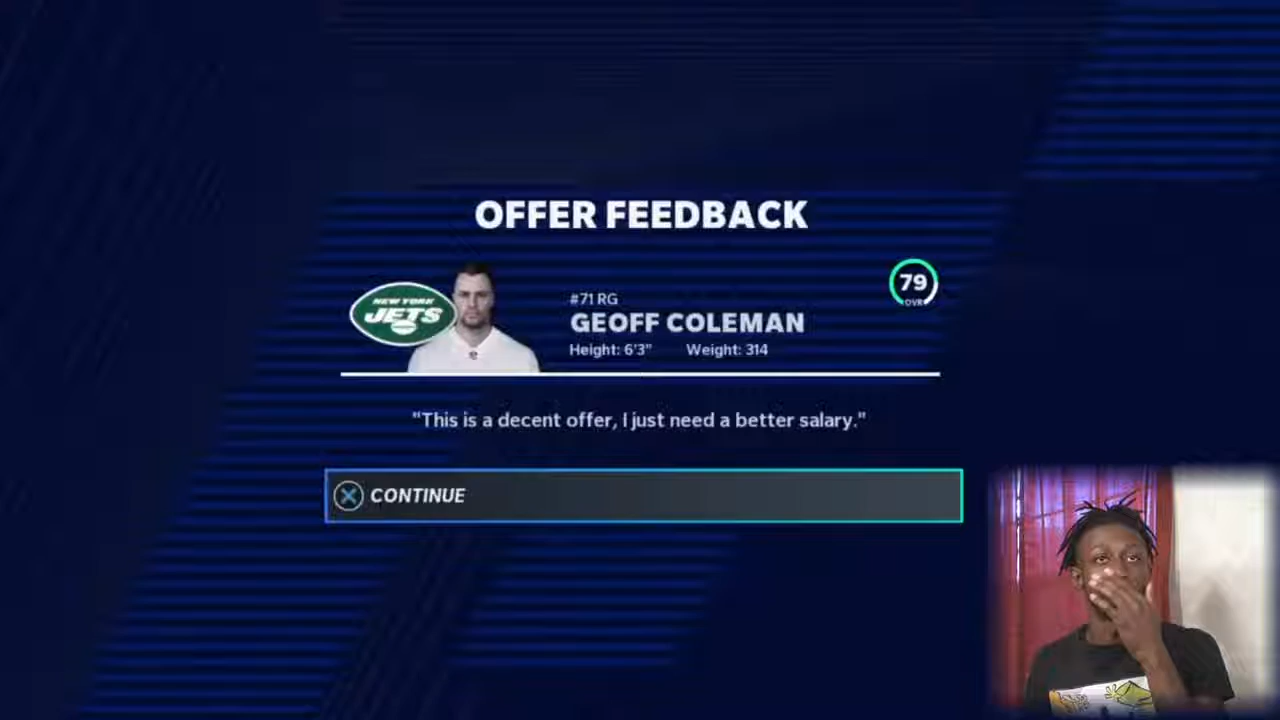 OFFER FEEDBACK
NEW YORK
JETS
#71 RG
GEOFF COLEMAN
Height: 6'3" Weight: 314
79
OVR
"This is a decent offer, I just need a better salary."
CONTINUE